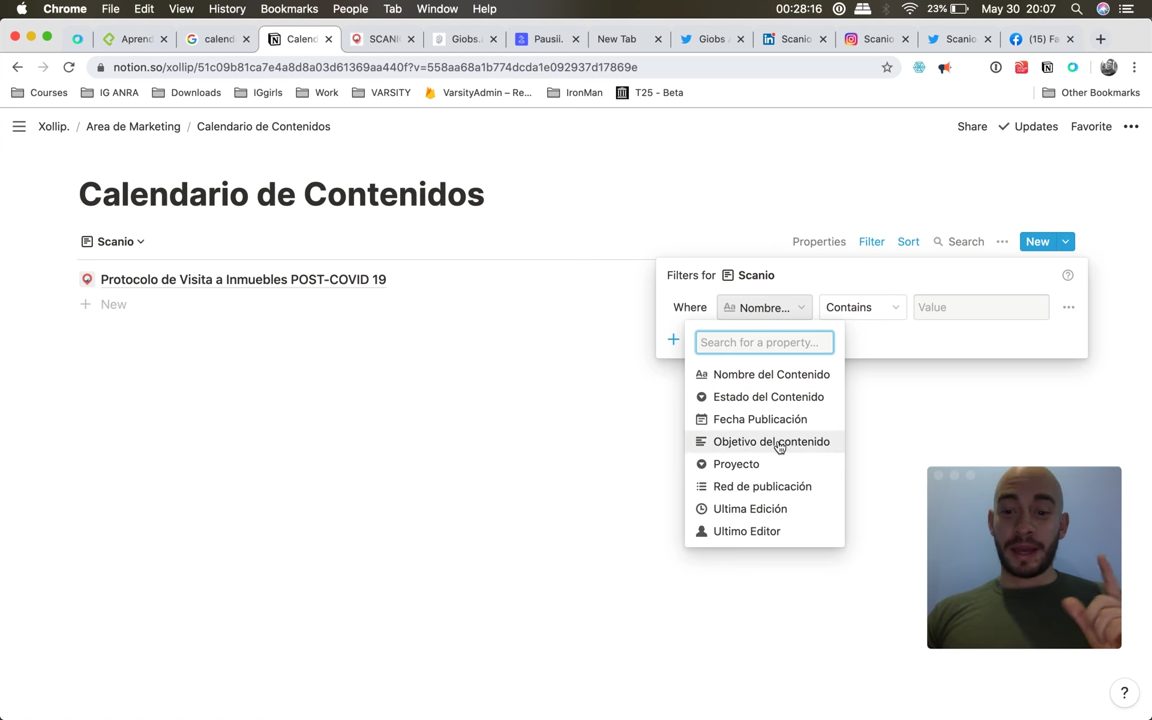 Chrome File Edit View History Bookmarks People Tab Window Help 00:28:16 23% May 30 20:07
Aprend calend Calend SCANI Giobs. Pausii. New Tab Giobs Scanio Scanio Scanio (15) Fa
notion.so/xollip/51c09b81ca7e4a8d8a03d61369aa440f?v=558aa68a1b774dcda1e092937d17869e
Courses IG ANRA Downloads IGgirls Work VARSITY VarsityAdmin – Re... IronMan T25 - Beta Other Bookmarks
Xollip. / Area de Marketing / Calendario de Contenidos Share Updates Favorite
Calendario de Contenidos
Scanio Properties Filter Sort Search New
Protocolo de Visita a Inmuebles POST-COVID 19
New
Filters for Scanio
Where Aa Nombre... Contains Value
Search for a property...
Aa Nombre del Contenido
Estado del Contenido
Fecha Publicación
Objetivo del contenido
Proyecto
Red de publicación
Ultima Edición
Ultimo Editor
?